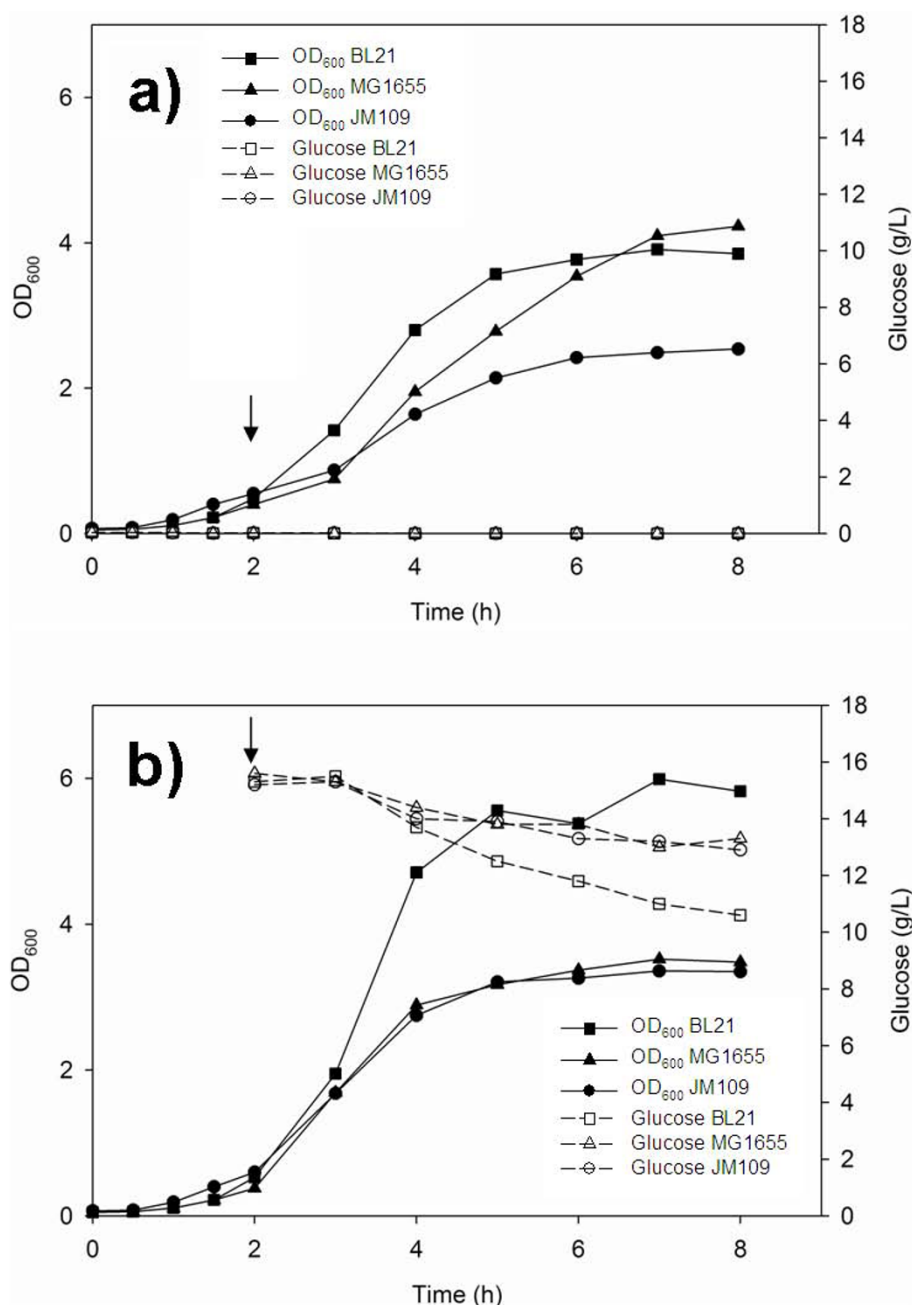 a)
OD600 BL21
OD600 MG1655
OD600 JM109
Glucose BL21
Glucose MG1655
Glucose JM109
6
4
2
0
OD600
18
16
14
12
10
8
6
4
2
0
Glucose (g/L)
0 2 4 6 8
Time (h)
b)
6
4
2
0
OD600
18
16
14
12
10
8
6
4
2
0
Glucose (g/L)
OD600 BL21
OD600 MG1655
OD600 JM109
Glucose BL21
Glucose MG1655
Glucose JM109
0 2 4 6 8
Time (h)